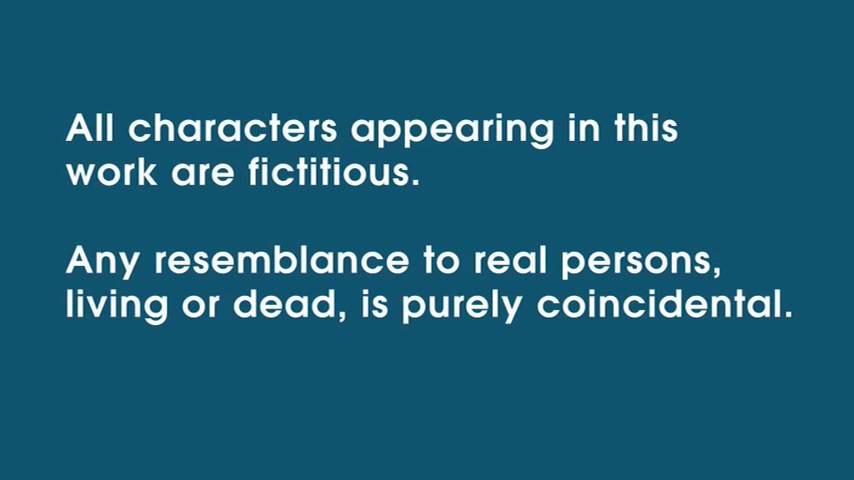 All characters appearing in this
work are fictitious.
Any resemblance to real persons,
living or dead, is purely coincidental.